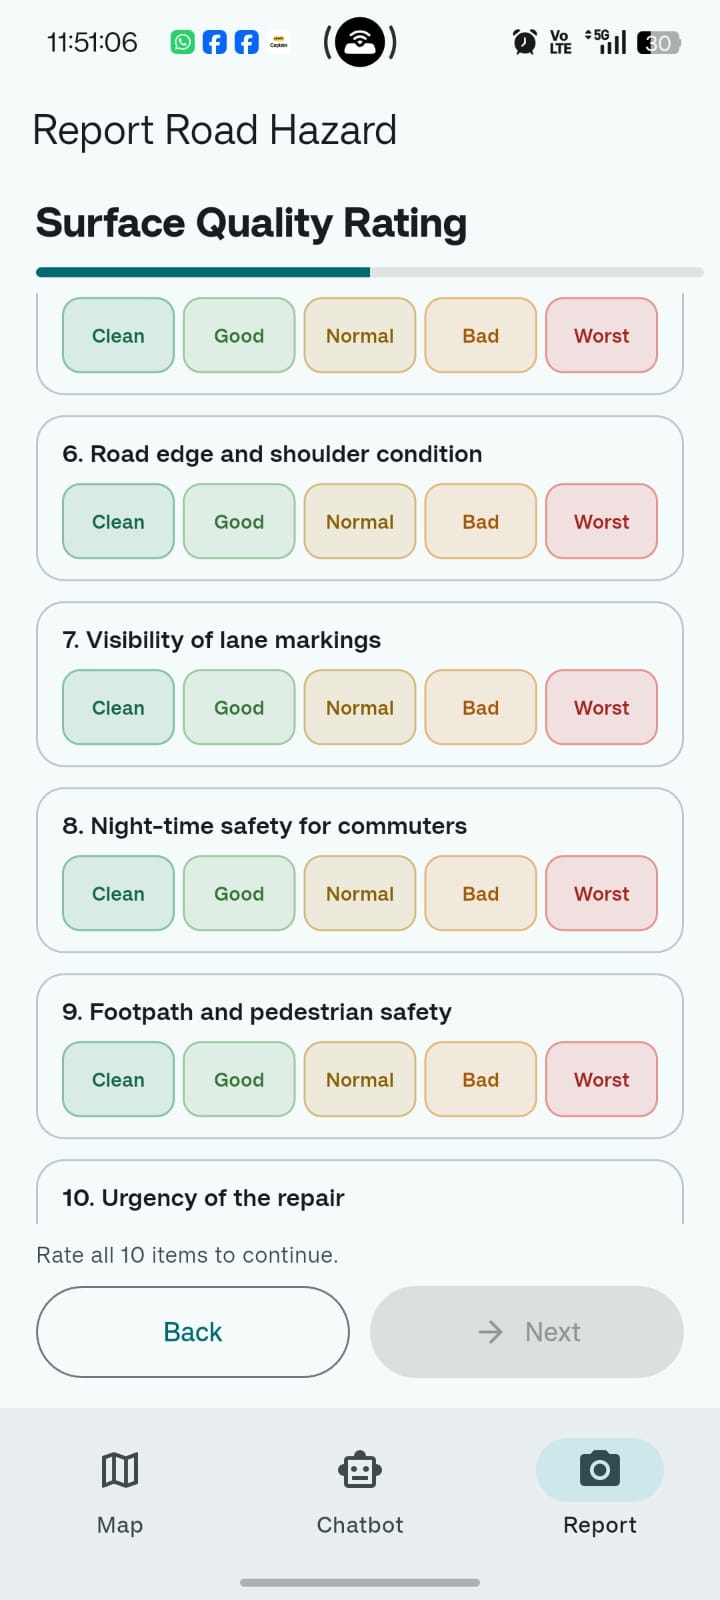 11:51:06
Vo LTE 5G 30
Report Road Hazard
Surface Quality Rating
Clean Good Normal Bad Worst
6. Road edge and shoulder condition
Clean Good Normal Bad Worst
7. Visibility of lane markings
Clean Good Normal Bad Worst
8. Night-time safety for commuters
Clean Good Normal Bad Worst
9. Footpath and pedestrian safety
Clean Good Normal Bad Worst
10. Urgency of the repair
Rate all 10 items to continue.
Back Next
Map Chatbot Report